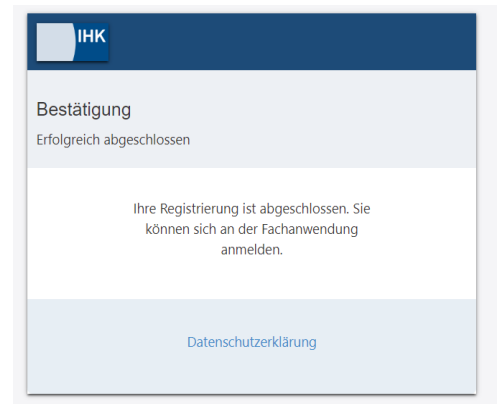 IHK
Bestätigung
Erfolgreich abgeschlossen
Ihre Registrierung ist abgeschlossen. Sie
können sich an der Fachanwendung
anmelden.
Datenschutzerklärung